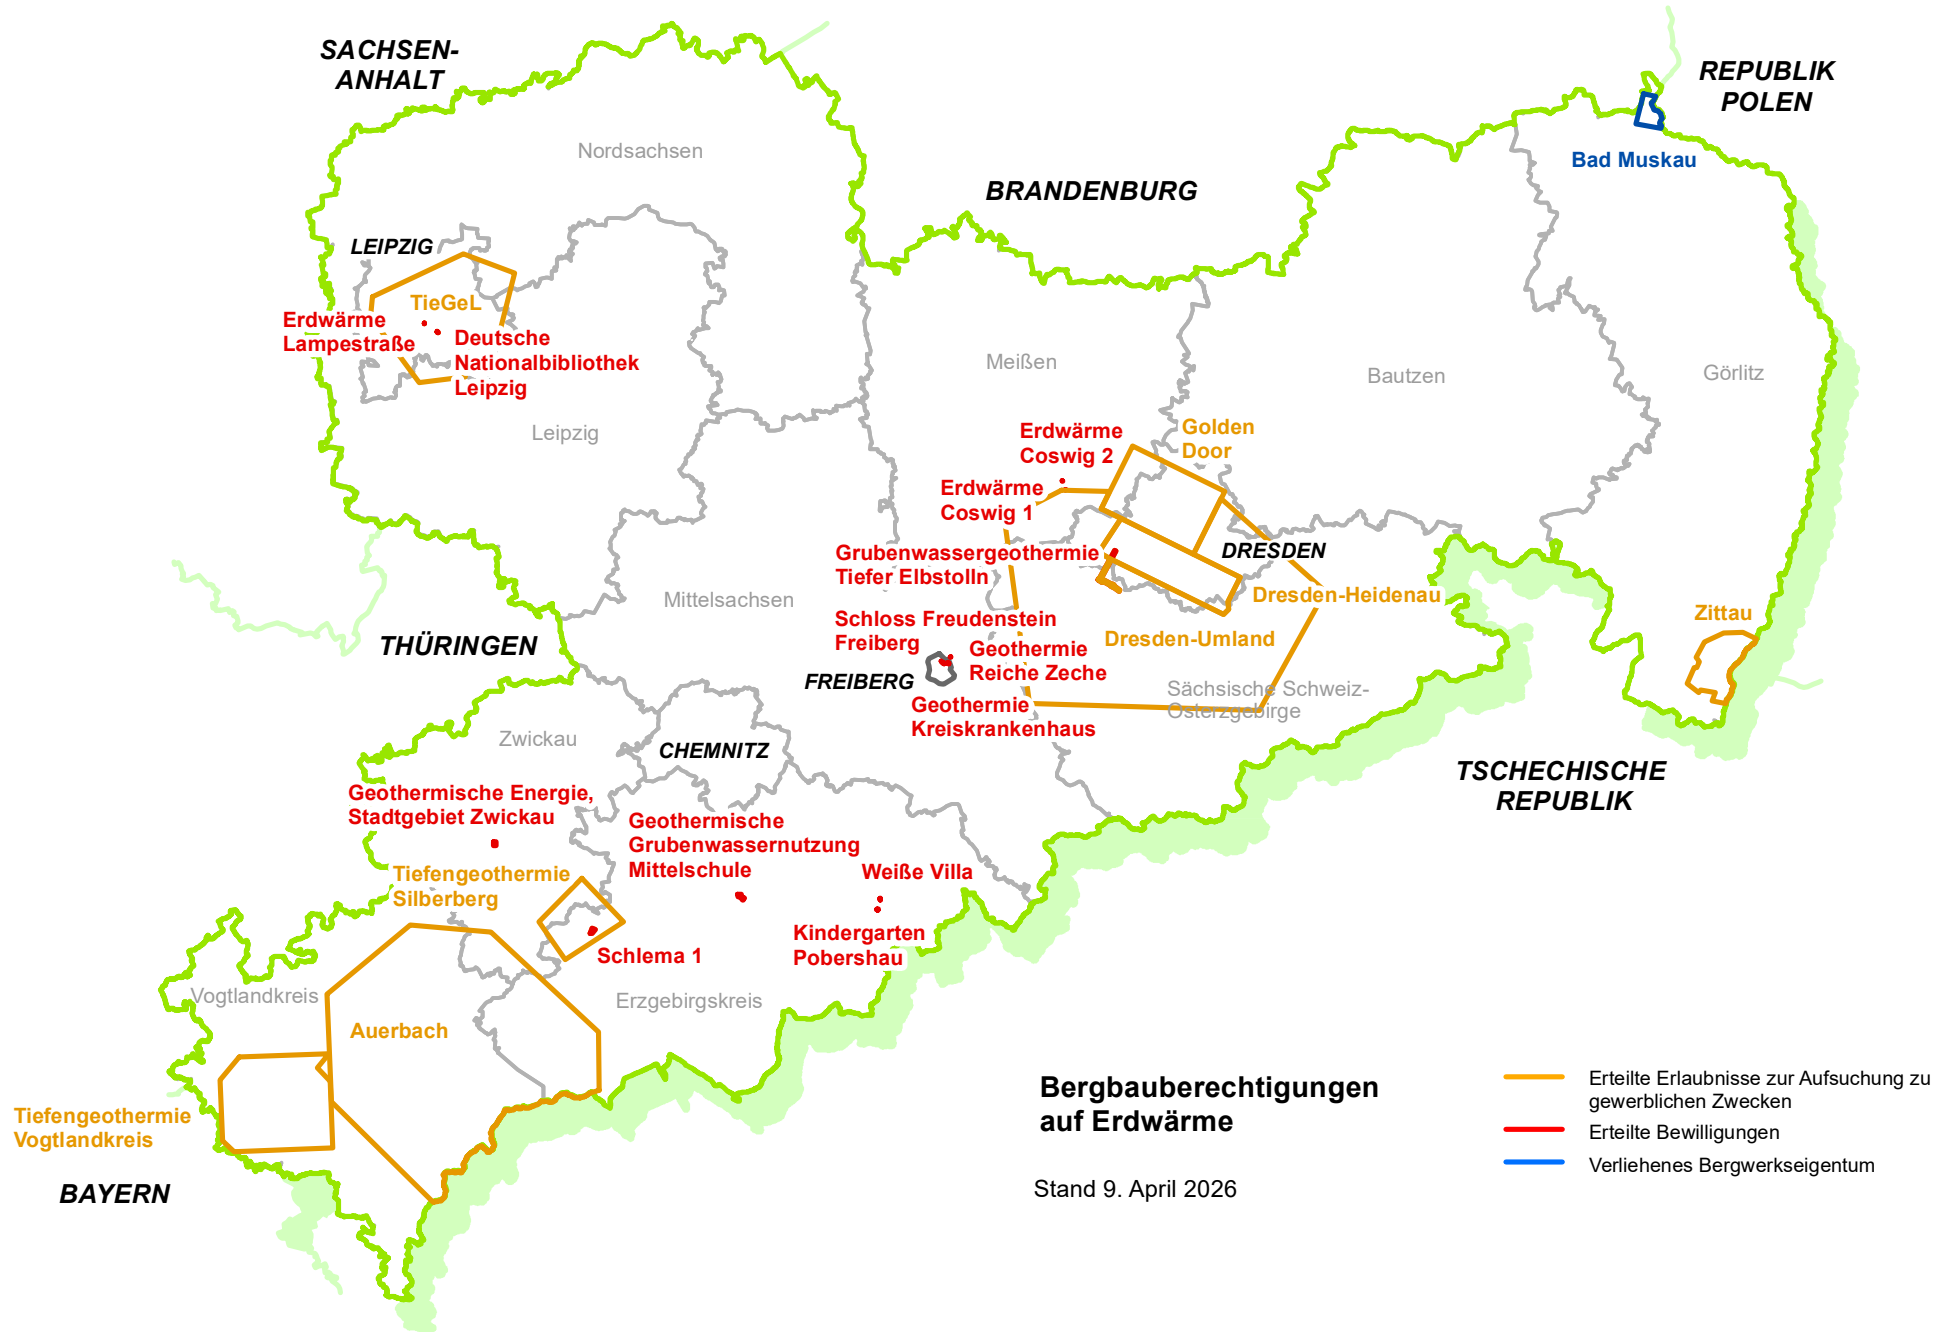 SACHSEN-
ANHALT
REPUBLIK
POLEN
Nordsachsen
Bad Muskau
BRANDENBURG
LEIPZIG
TieGeL
Erdwärme
Lampestraße
Deutsche
Nationalbibliothek
Leipzig
Meißen
Bautzen
Görlitz
Leipzig
Golden
Door
Erdwärme
Coswig 2
Erdwärme
Coswig 1
Grubenwassergeothermie
Tiefer Elbstolln
DRESDEN
Dresden-Heidenau
Mittelsachsen
Schloss Freudenstein
Freiberg
Zittau
Dresden-Umland
THÜRINGEN
Geothermie
Reiche Zeche
FREIBERG
Sächsische Schweiz-
Osterzgebirge
Geothermie
Kreiskrankenhaus
Zwickau
CHEMNITZ
TSCHECHISCHE
REPUBLIK
Geothermische Energie,
Stadtgebiet Zwickau
Geothermische
Grubenwassernutzung
Mittelschule
Weiße Villa
Tiefengeothermie
Silberberg
Kindergarten
Pobershau
Schlema 1
Vogtlandkreis
Erzgebirgskreis
Auerbach
Tiefengeothermie
Vogtlandkreis
BAYERN
Bergbauberechtigungen
auf Erdwärme
Stand 9. April 2026
Erteilte Erlaubnisse zur Aufsuchung zu
gewerblichen Zwecken
Erteilte Bewilligungen
Verliehenes Bergwerkseigentum